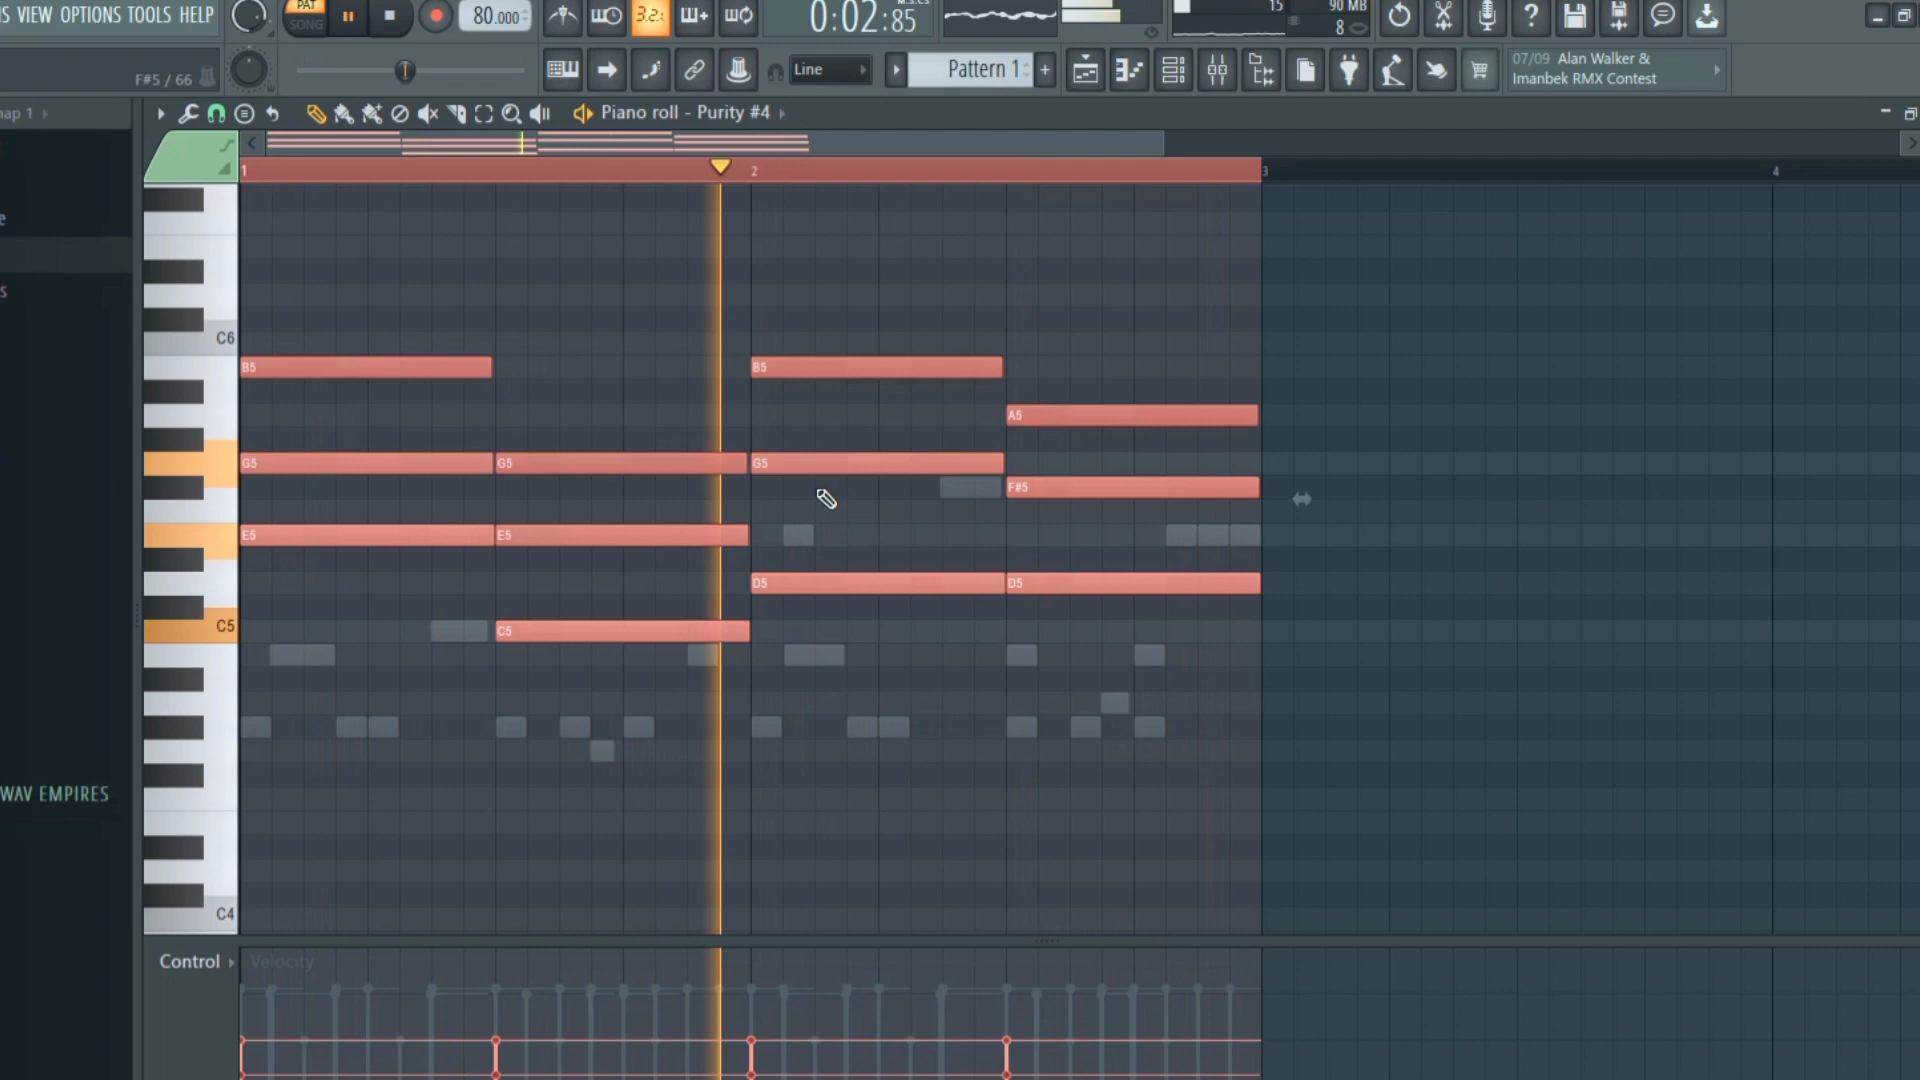 IS VIEW OPTIONS TOOLS HELP
PAT
SONG
80.000
3.2.
0:02:85
M:S:CS
15
90 MB
8
F#5 / 66
Line
Pattern 1
+
07/09 Alan Walker &
Imanbek RMX Contest
nap 1
Piano roll - Purity #4
1
2
3
4
e
s
C6
B5
B5
A5
G5
G5
G5
F#5
E5
E5
D5
D5
C5
C5
WAV EMPIRES
C4
Control
Velocity